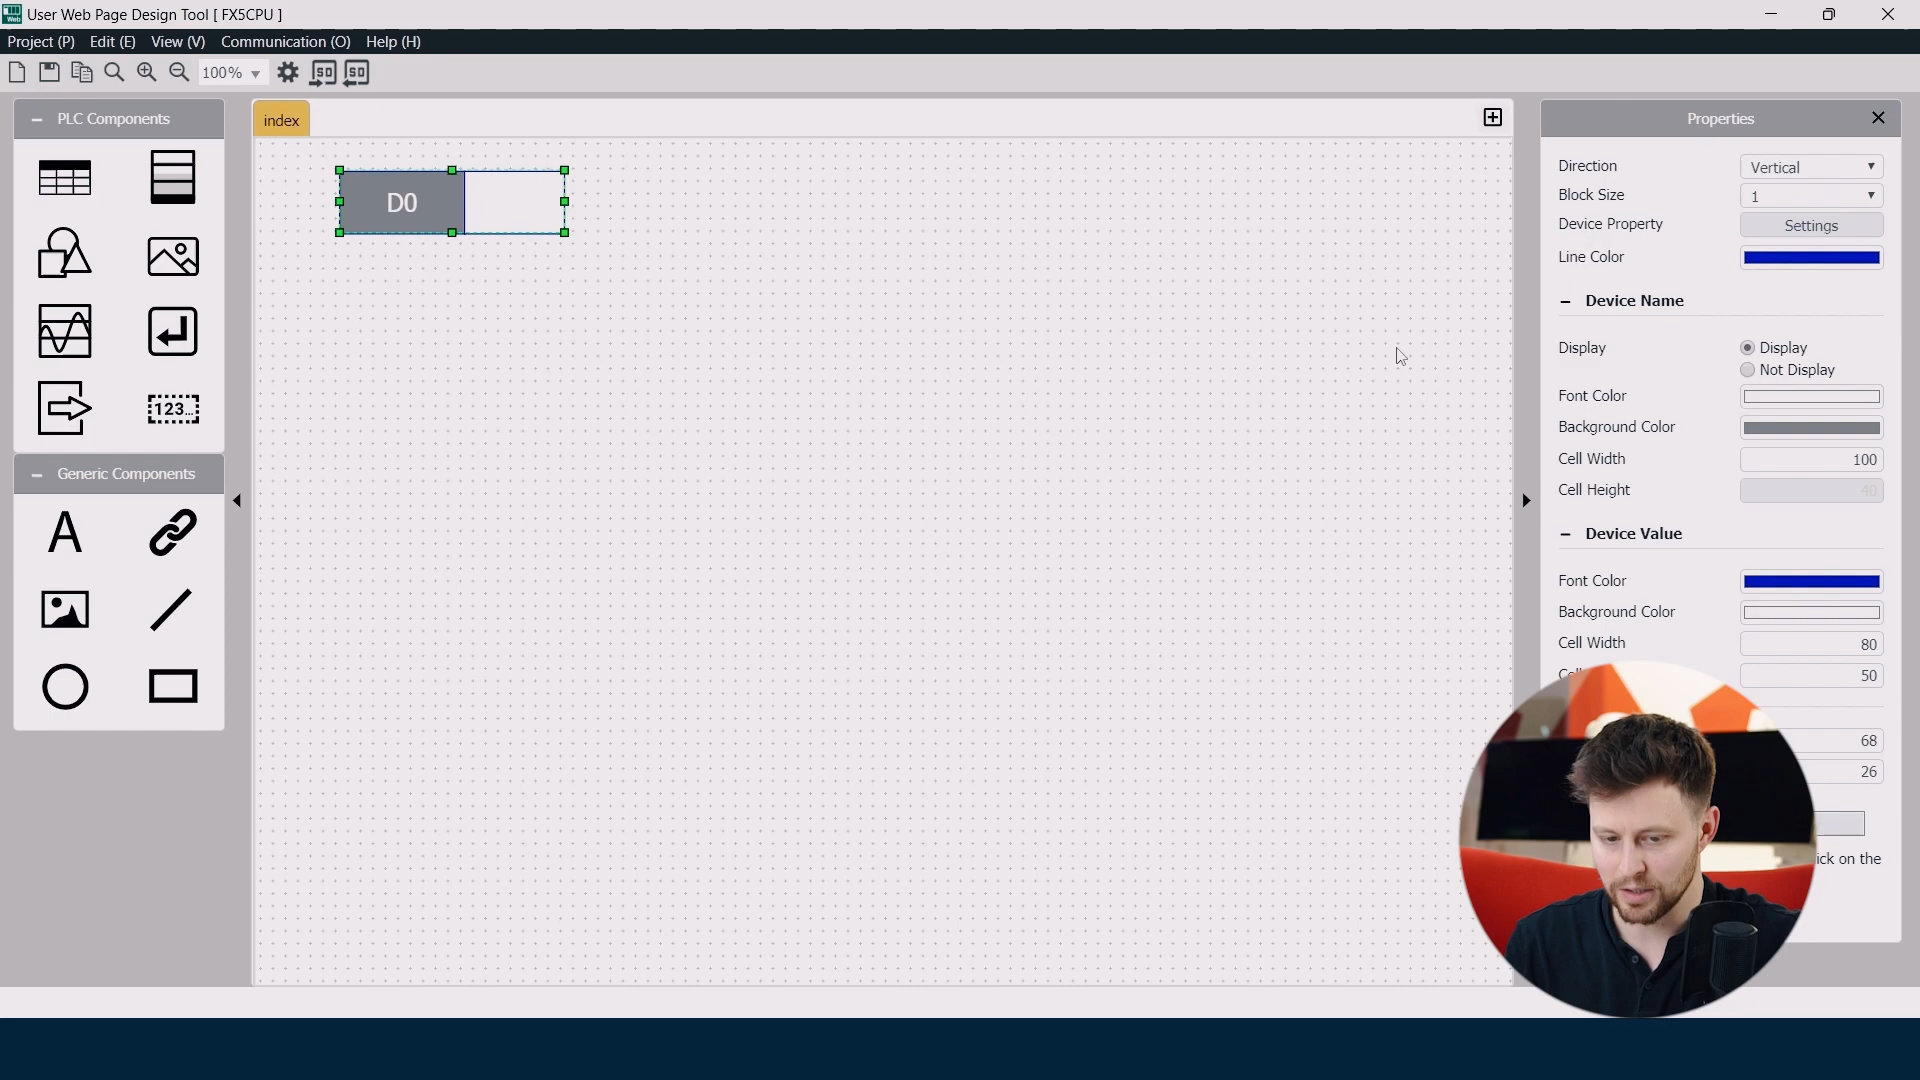 User Web Page Design Tool [ FX5CPU ]
Project (P) Edit (E) View (V) Communication (O) Help (H)
100%
PLC Components
123...
Generic Components
A
index
D0
Properties
Direction Vertical
Block Size 1
Device Property Settings
Line Color
Device Name
Display Display
Not Display
Font Color
Background Color
Cell Width 100
Cell Height 40
Device Value
Font Color
Background Color
Cell Width 80
50
68
26
ick on the